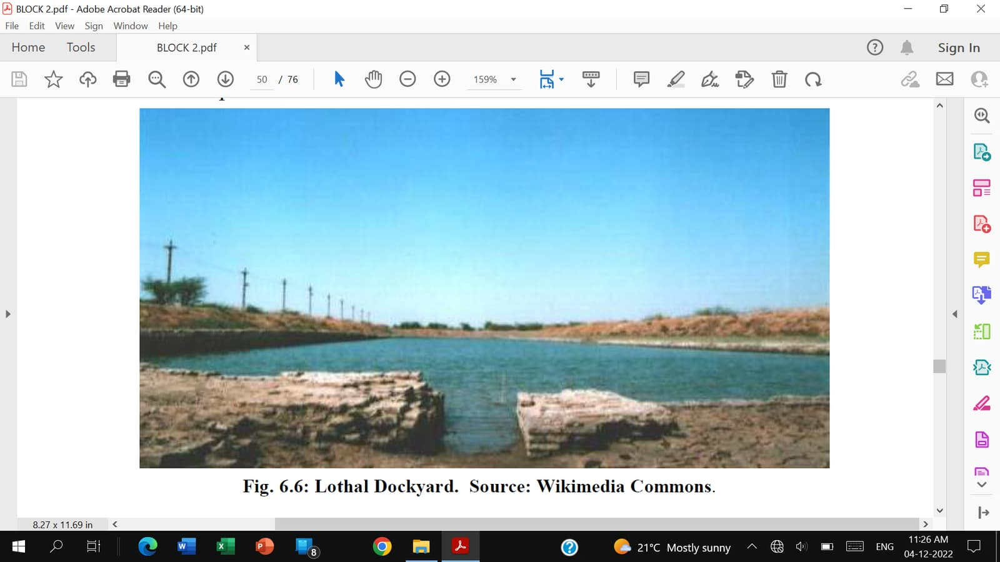 BLOCK 2.pdf - Adobe Acrobat Reader (64-bit)
File Edit View Sign Window Help
Home Tools BLOCK 2.pdf × Sign In
50 / 76 159%
Fig. 6.6: Lothal Dockyard. Source: Wikimedia Commons.
8.27 x 11.69 in
8 21°C Mostly sunny ENG 11:26 AM
04-12-2022